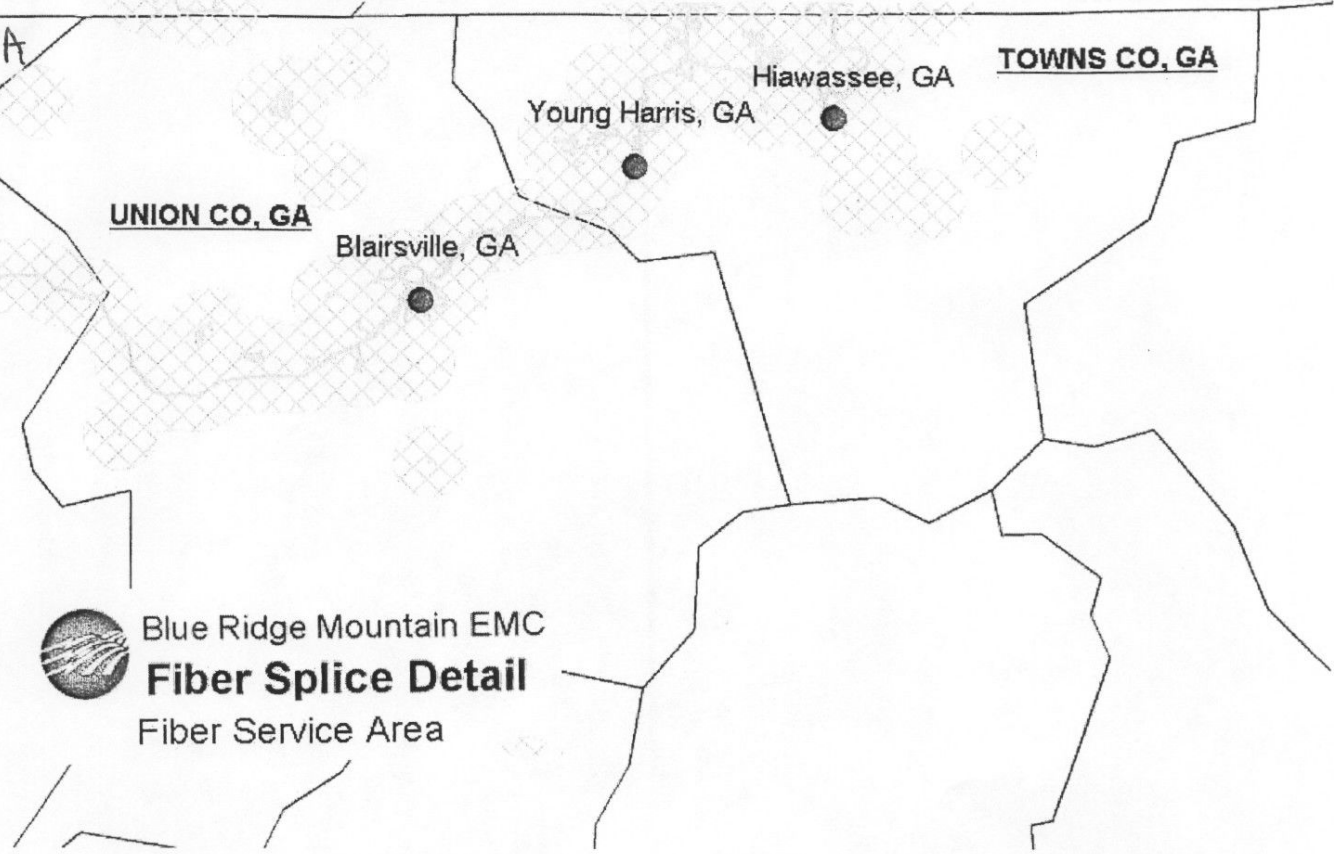 A
TOWNS CO, GA
Hiawassee, GA
Young Harris, GA
UNION CO, GA
Blairsville, GA
Blue Ridge Mountain EMC
Fiber Splice Detail
Fiber Service Area